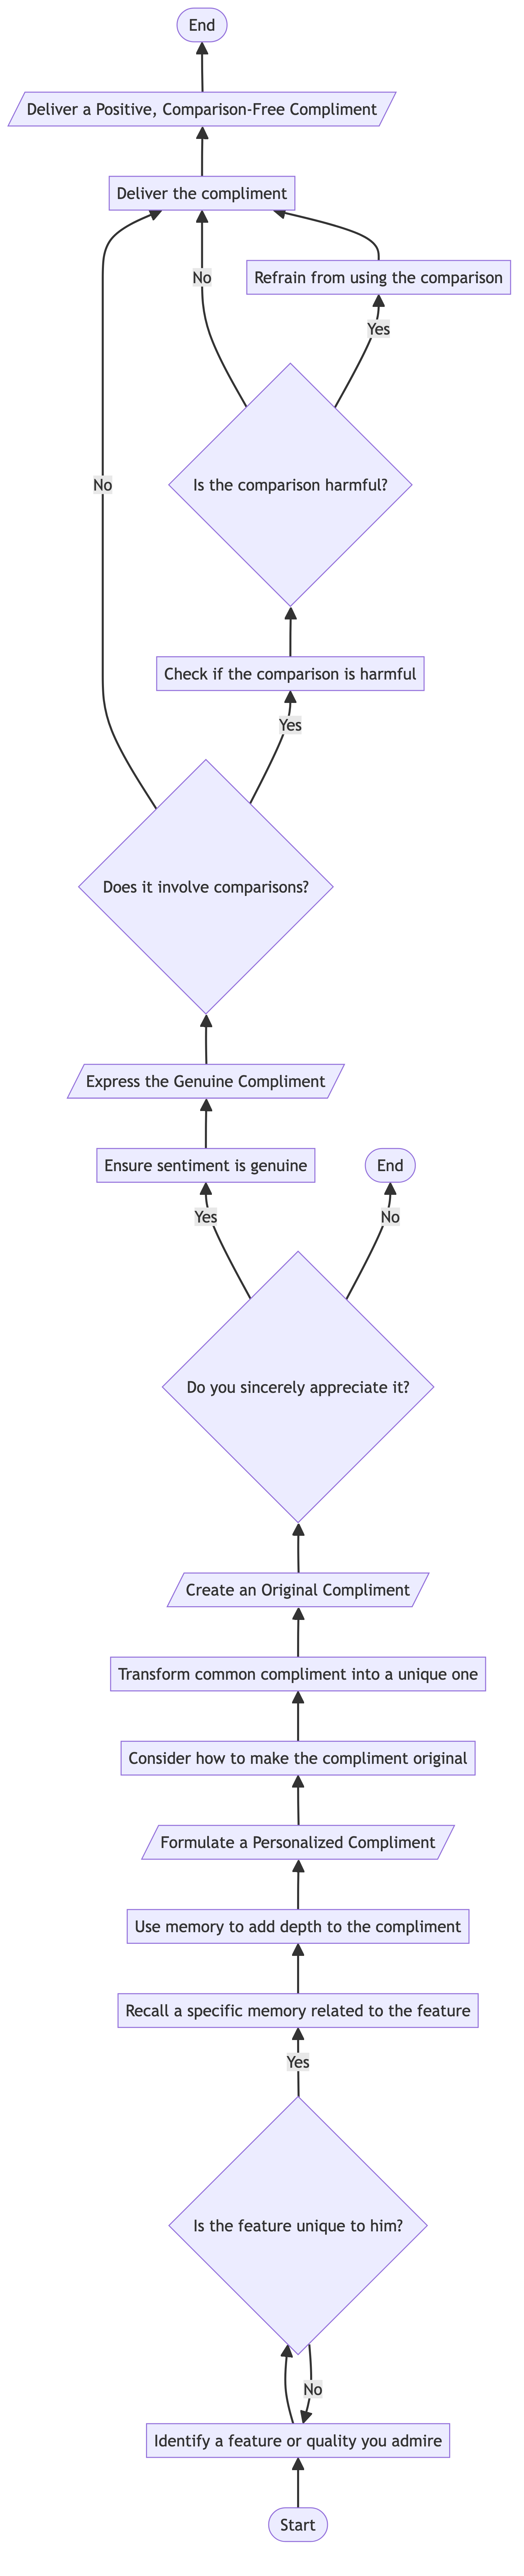 End
Deliver a Positive, Comparison-Free Compliment
Deliver the compliment
Refrain from using the comparison
No
Yes
Is the comparison harmful?
No
Check if the comparison is harmful
Yes
Does it involve comparisons?
Express the Genuine Compliment
Ensure sentiment is genuine
End
Yes
No
Do you sincerely appreciate it?
Create an Original Compliment
Transform common compliment into a unique one
Consider how to make the compliment original
Formulate a Personalized Compliment
Use memory to add depth to the compliment
Recall a specific memory related to the feature
Yes
Is the feature unique to him?
No
Identify a feature or quality you admire
Start